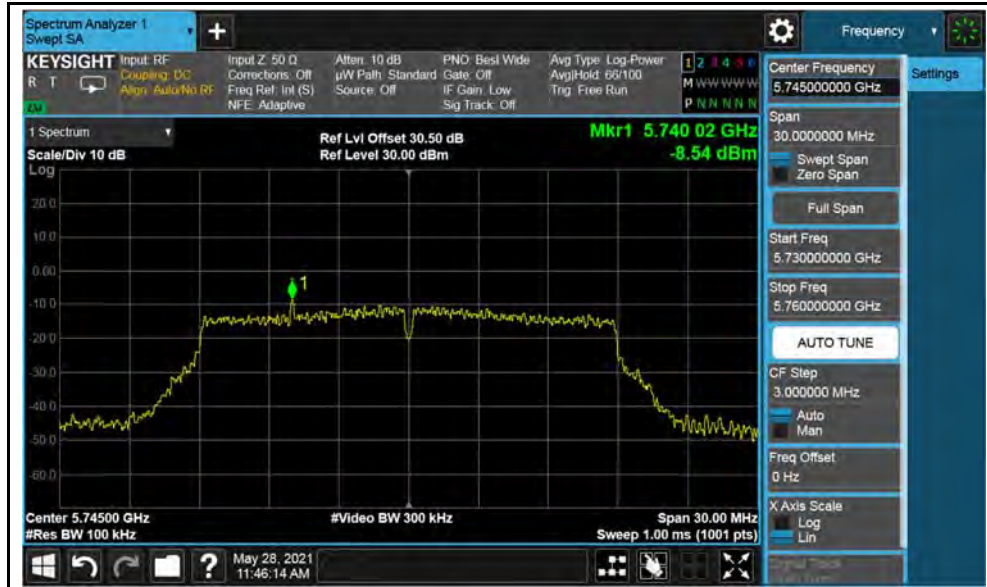 Spectrum Analyzer 1
Swept SA
+
Frequency
KEYSIGHT
R T
Input: RF
Coupling: DC
Align: Auto/No RF
Input Z: 50 Ω
Corrections: Off
Freq Ref: Int (S)
NFE: Adaptive
Atten: 10 dB
µW Path: Standard
Source: Off
PNO: Best Wide
Gate: Off
IF Gain: Low
Sig Track: Off
Avg Type: Log-Power
Avg|Hold: 66/100
Trig: Free Run
1 2 3 4 5 6
M W W W W W
P N N N N N
1 Spectrum
Scale/Div 10 dB
Log
Ref Lvl Offset 30.50 dB
Ref Level 30.00 dBm
Mkr1 5.740 02 GHz
-8.54 dBm
20.0
10.0
0.00
-10.0
-20.0
-30.0
-40.0
-50.0
-60.0
1
Center 5.74500 GHz
#Res BW 100 kHz
#Video BW 300 kHz
Span 30.00 MHz
Sweep 1.00 ms (1001 pts)
Center Frequency
5.745000000 GHz
Settings
Span
30.0000000 MHz
Swept Span
Zero Span
Full Span
Start Freq
5.730000000 GHz
Stop Freq
5.760000000 GHz
AUTO TUNE
CF Step
3.000000 MHz
Auto
Man
Freq Offset
0 Hz
X Axis Scale
Log
Lin
Signal Track
?
May 28, 2021
11:46:14 AM